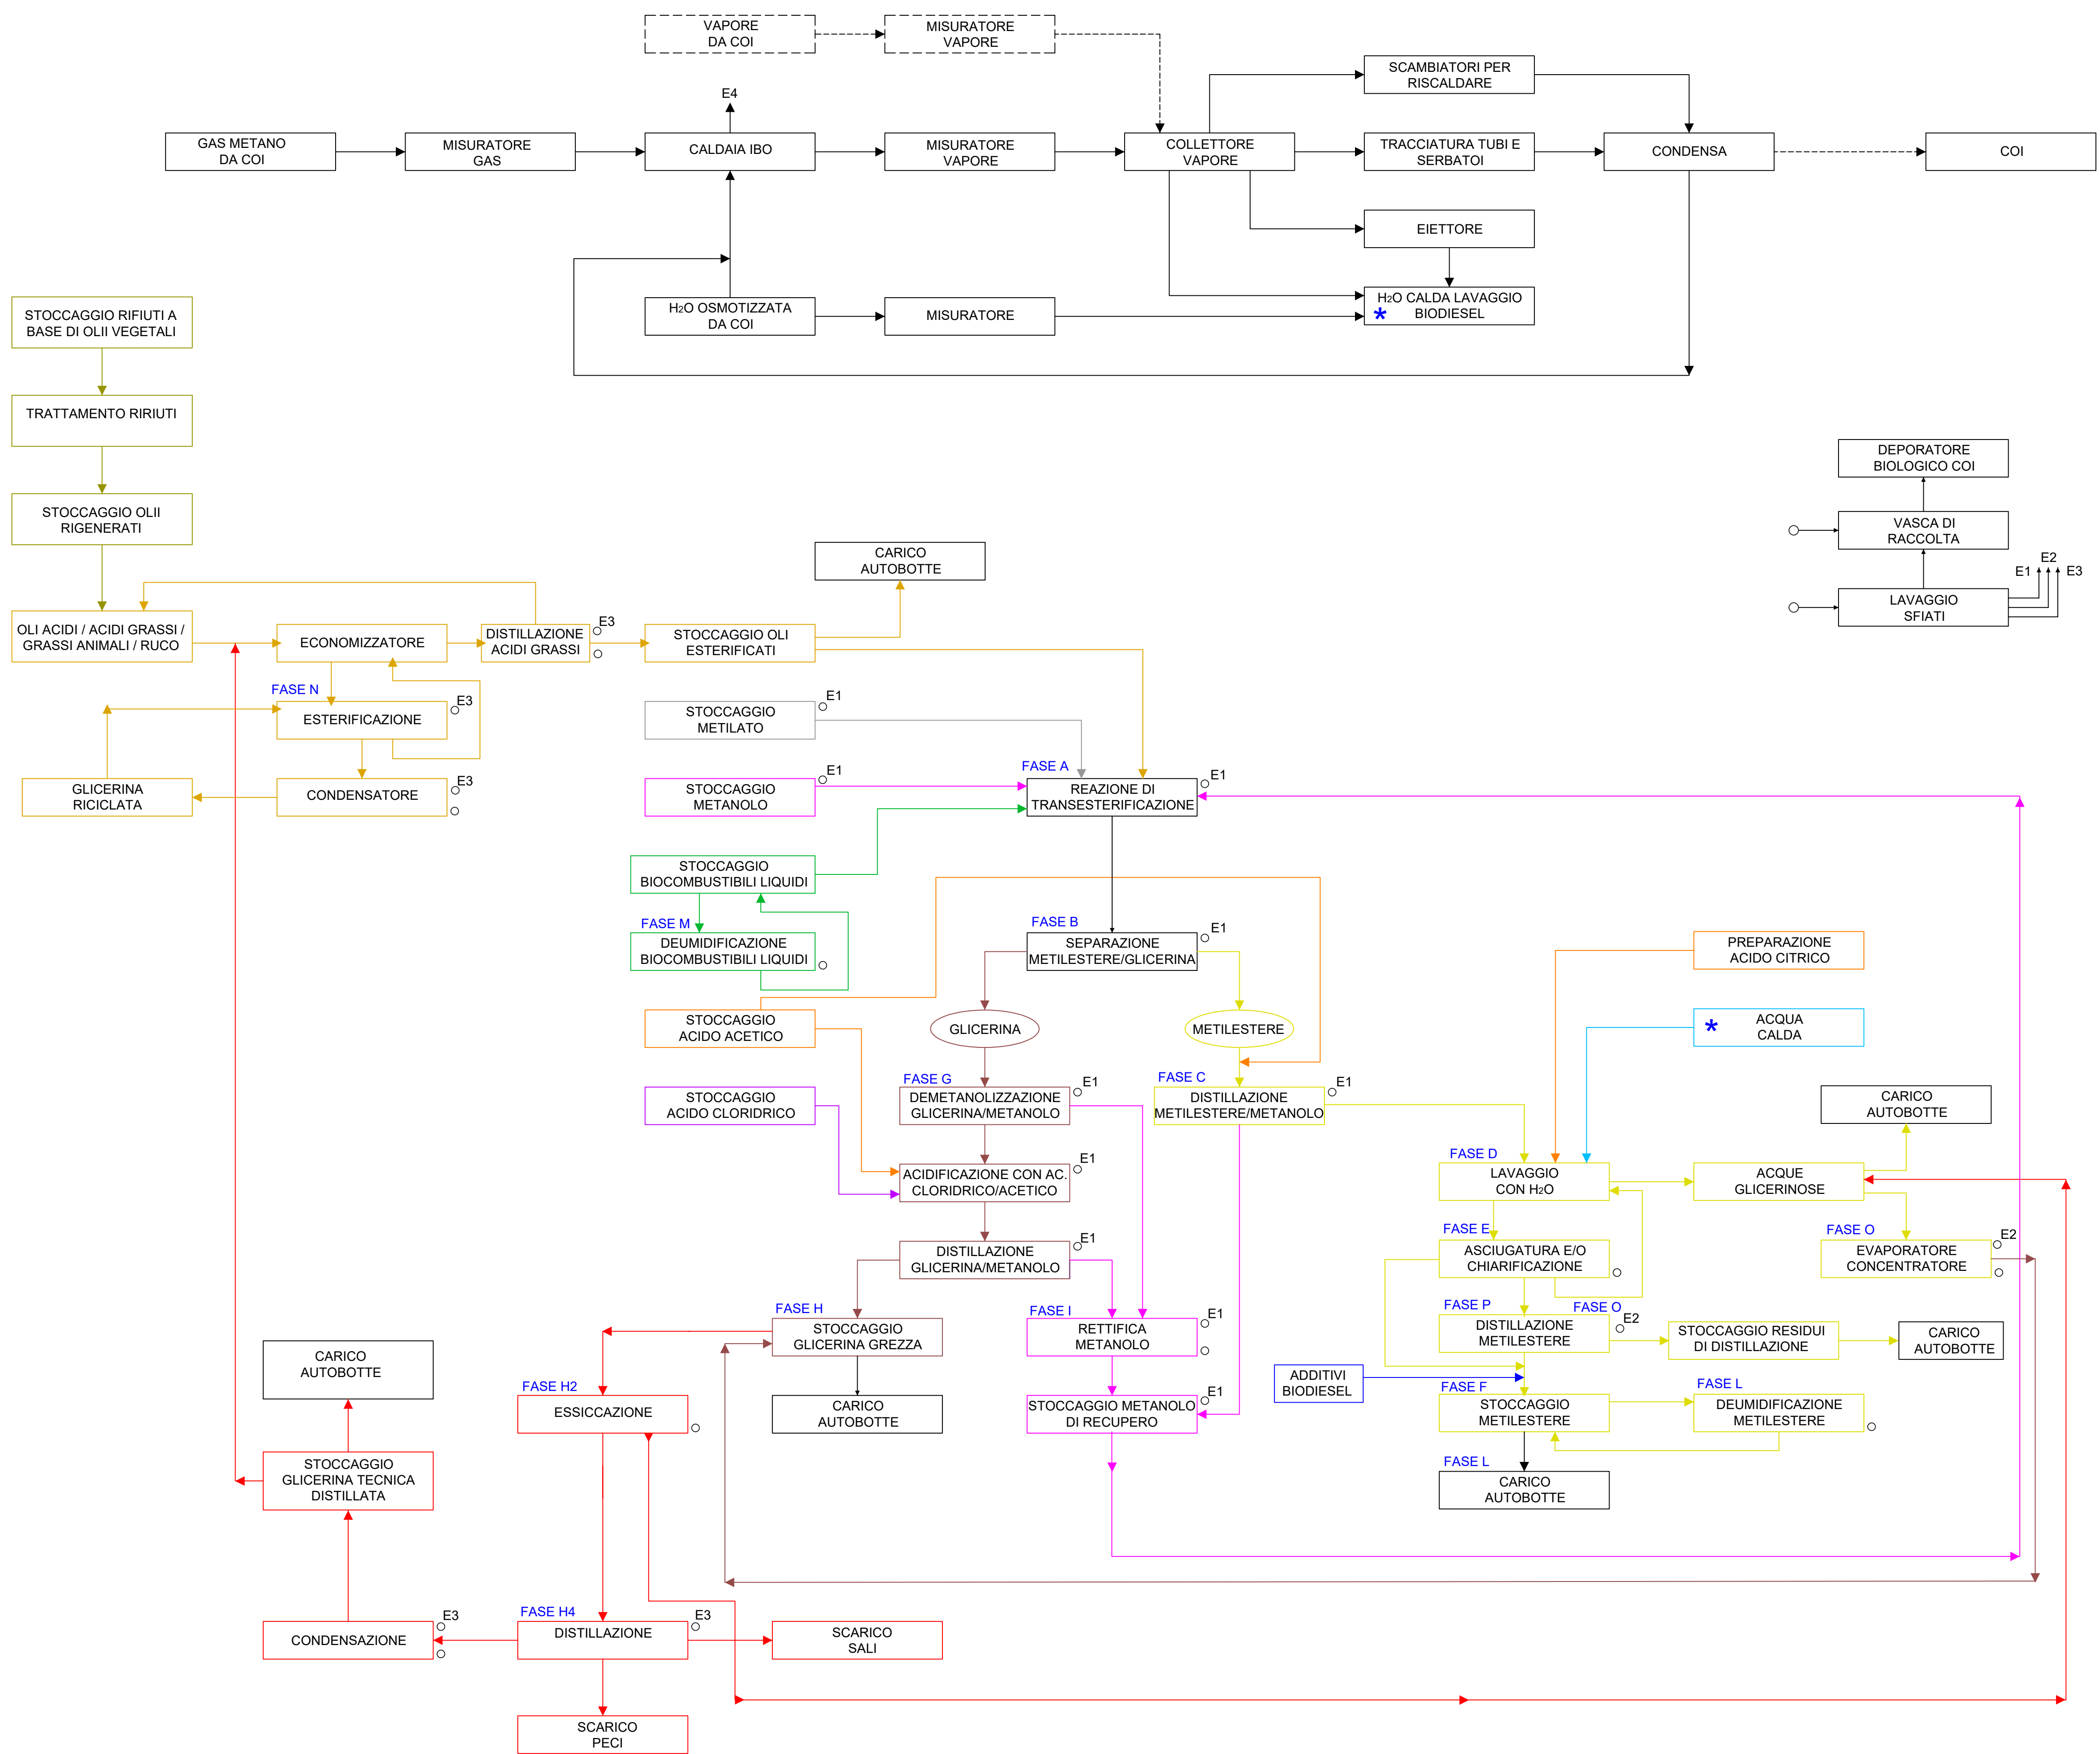 VAPORE
DA COI
MISURATORE
VAPORE
SCAMBIATORI PER
RISCALDARE
E4
GAS METANO
DA COI
MISURATORE
GAS
CALDAIA IBO
MISURATORE
VAPORE
COLLETTORE
VAPORE
TRACCIATURA TUBI E
SERBATOI
CONDENSA
COI
EIETTORE
H2O OSMOTIZZATA
DA COI
MISURATORE
H2O CALDA LAVAGGIO
BIODIESEL
*
STOCCAGGIO RIFIUTI A
BASE DI OLII VEGETALI
TRATTAMENTO RIRIUTI
STOCCAGGIO OLII
RIGENERATI
DEPORATORE
BIOLOGICO COI
VASCA DI
RACCOLTA
E1
E2
E3
LAVAGGIO
SFIATI
CARICO
AUTOBOTTE
OLI ACIDI / ACIDI GRASSI /
GRASSI ANIMALI / RUCO
ECONOMIZZATORE
DISTILLAZIONE
ACIDI GRASSI
E3
STOCCAGGIO OLI
ESTERIFICATI
FASE N
ESTERIFICAZIONE
E3
STOCCAGGIO
METILATO
E1
GLICERINA
RICICLATA
CONDENSATORE
E3
STOCCAGGIO
METANOLO
E1
FASE A
REAZIONE DI
TRANSESTERIFICAZIONE
E1
STOCCAGGIO
BIOCOMBUSTIBILI LIQUIDI
FASE M
DEUMIDIFICAZIONE
BIOCOMBUSTIBILI LIQUIDI
FASE B
SEPARAZIONE
METILESTERE/GLICERINA
E1
PREPARAZIONE
ACIDO CITRICO
STOCCAGGIO
ACIDO ACETICO
GLICERINA
METILESTERE
*
ACQUA
CALDA
STOCCAGGIO
ACIDO CLORIDRICO
FASE G
DEMETANOLIZZAZIONE
GLICERINA/METANOLO
E1
FASE C
DISTILLAZIONE
METILESTERE/METANOLO
E1
CARICO
AUTOBOTTE
ACIDIFICAZIONE CON AC.
CLORIDRICO/ACETICO
E1
FASE D
LAVAGGIO
CON H2O
ACQUE
GLICERINOSE
DISTILLAZIONE
GLICERINA/METANOLO
E1
FASE E
ASCIUGATURA E/O
CHIARIFICAZIONE
FASE O
EVAPORATORE
CONCENTRATORE
E2
FASE H
STOCCAGGIO
GLICERINA GREZZA
FASE I
RETTIFICA
METANOLO
E1
FASE P
FASE O
DISTILLAZIONE
METILESTERE
E2
STOCCAGGIO RESIDUI
DI DISTILLAZIONE
CARICO
AUTOBOTTE
CARICO
AUTOBOTTE
FASE H2
ESSICCAZIONE
CARICO
AUTOBOTTE
STOCCAGGIO METANOLO
DI RECUPERO
E1
ADDITIVI
BIODIESEL
FASE F
STOCCAGGIO
METILESTERE
FASE L
DEUMIDIFICAZIONE
METILESTERE
FASE L
CARICO
AUTOBOTTE
STOCCAGGIO
GLICERINA TECNICA
DISTILLATA
CONDENSAZIONE
E3
FASE H4
DISTILLAZIONE
E3
SCARICO
SALI
SCARICO
PECI